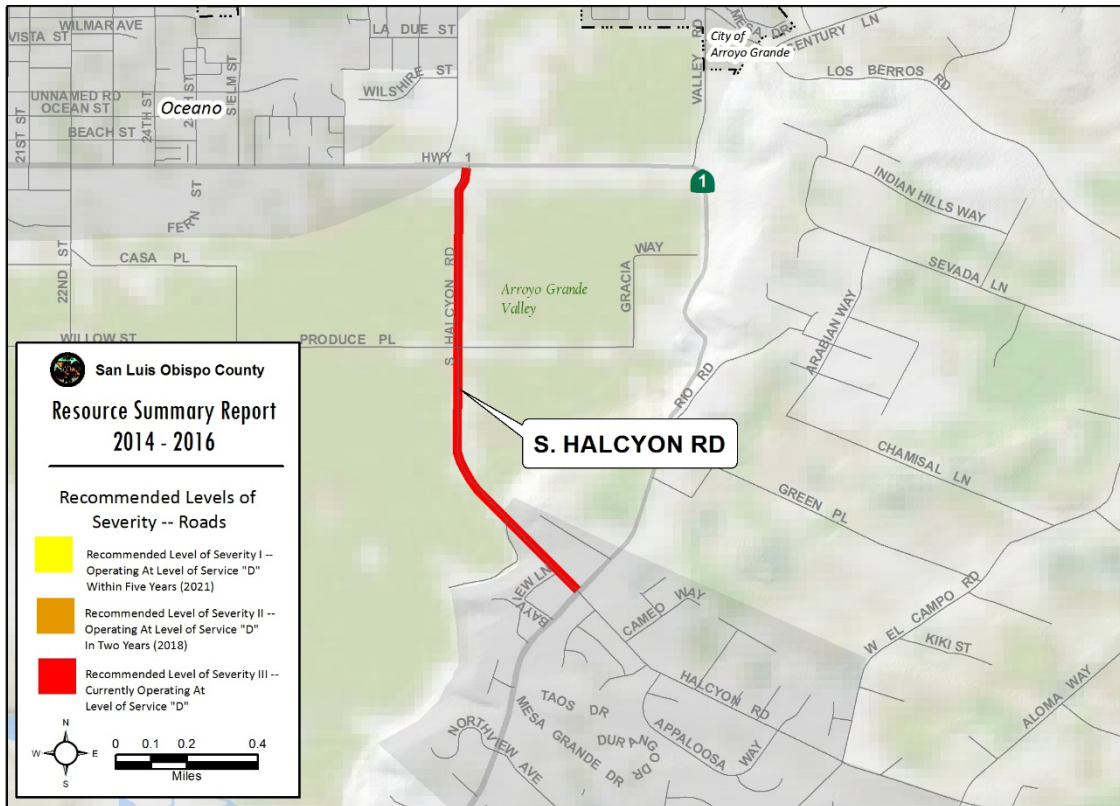 WILMAR AVE
VISTA ST
LA DUE ST
VALLEY RD
MESA DR
CENTURY LN
City of
Arroyo Grande
LOS BERROS RD
WILSHIRE ST
UNNAMED RD
OCEAN ST
BEACH ST
21ST ST
24TH ST
S ELM ST
Oceano
HWY 1
1
INDIAN HILLS WAY
SEVADA LN
FERN ST
CASA PL
22ND ST
WILLOW ST
S HALCYON RD
Arroyo Grande
Valley
GRACIA WAY
PRODUCE PL
ARABIAN WAY
RIO RD
S. HALCYON RD
CHAMISAL LN
GREEN PL
BAYVIEW LN
CAMEO WAY
W EL CAMPO RD
KIKI ST
HALCYON RD
ALOMA WAY
TAOS DR
MESA GRANDE DR
DURANGO DR
APPALOOSA WAY
NORTHVIEW AVE
San Luis Obispo County
Resource Summary Report
2014 - 2016
Recommended Levels of
Severity -- Roads
Recommended Level of Severity I --
Operating At Level of Service "D"
Within Five Years (2021)
Recommended Level of Severity II --
Operating At Level of Service "D"
In Two Years (2018)
Recommended Level of Severity III --
Currently Operating At
Level of Service "D"
N
W E
S
0 0.1 0.2 0.4
Miles